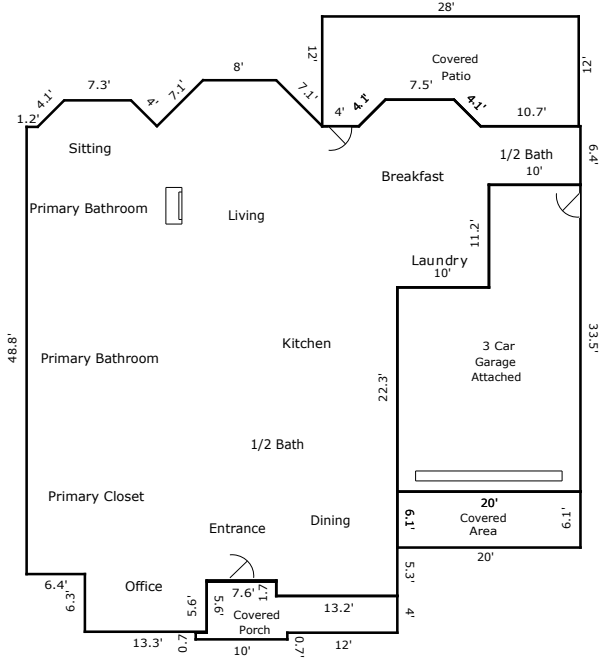 28'
12'
Covered
Patio
12'
8'
7.3'
7.5'
4.1'
4'
7.1'
7.1'
4'
4.1'
4.1'
10.7'
1.2'
Sitting
1/2 Bath
6.4'
Breakfast
10'
Primary Bathroom
Living
11.2'
Laundry
10'
48.8'
Primary Bathroom
Kitchen
3 Car
Garage
Attached
33.5'
22.3'
1/2 Bath
Primary Closet
Dining
Entrance
20'
6.1'
Covered
Area
6.1'
20'
5.3'
6.4'
Office
6.3'
5.6'
5.6'
7.6'
1.7
13.2'
4'
Covered
Porch
13.3'
0.7
10'
0.7'
12'